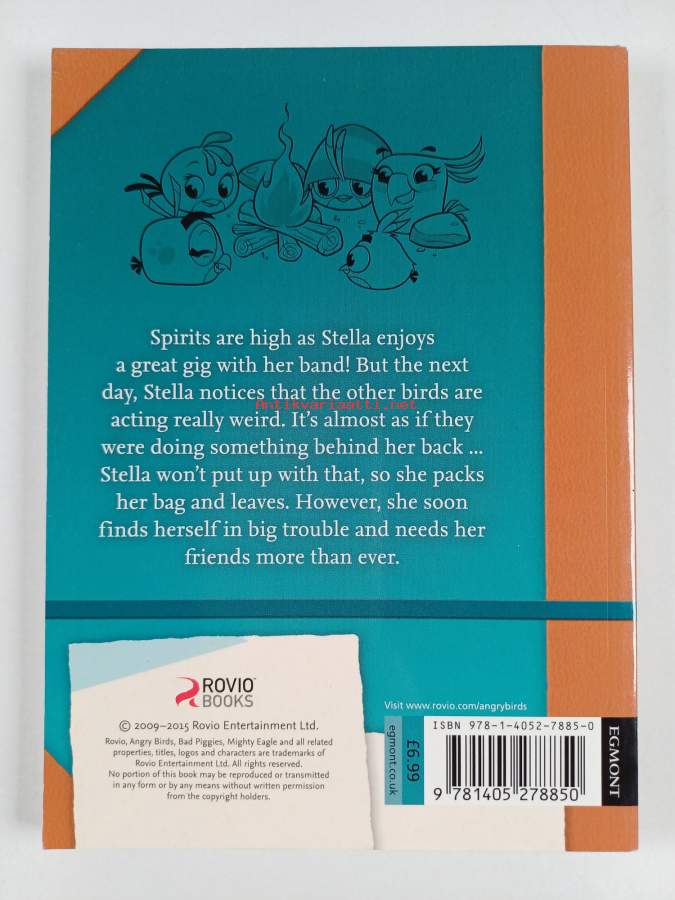 Spirits are high as Stella enjoys
a great gig with her band! But the next
day, Stella notices that the other birds are
Antikvariaatti.net
acting really weird. It's almost as if they
were doing something behind her back ...
Stella won't put up with that, so she packs
her bag and leaves. However, she soon
finds herself in big trouble and needs her
friends more than ever.
ROVIO™
BOOKS
© 2009–2015 Rovio Entertainment Ltd.
Rovio, Angry Birds, Bad Piggies, Mighty Eagle and all related
properties, titles, logos and characters are trademarks of
Rovio Entertainment Ltd. All rights reserved.
No portion of this book may be reproduced or transmitted
in any form or by any means without written permission
from the copyright holders.
Visit www.rovio.com/angrybirds
egmont.co.uk
£6.99
ISBN 978-1-4052-7885-0
9 781405 278850
EGMONT